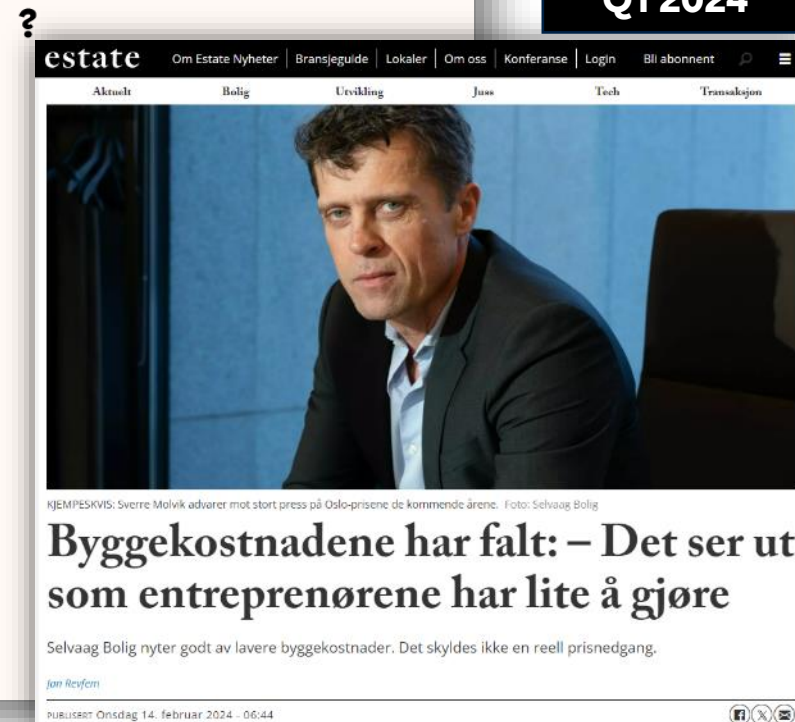 ?
Q1 2024
estate
Om Estate Nyheter | Bransjeguide | Lokaler | Om oss | Konferanse | Login Bli abonnent
Aktuelt Bolig Utvikling Juss Tech Transaksjon
KJEMPESKVIS: Sverre Molvik advarer mot stort press på Oslo-prisene de kommende årene. Foto: Selvaag Bolig
Byggekostnadene har falt: – Det ser ut
som entreprenørene har lite å gjøre
Selvaag Bolig nyter godt av lavere byggekostnader. Det skyldes ikke en reell prisnedgang.
Jan Revfem
PUBLISERT Onsdag 14. februar 2024 - 06:44